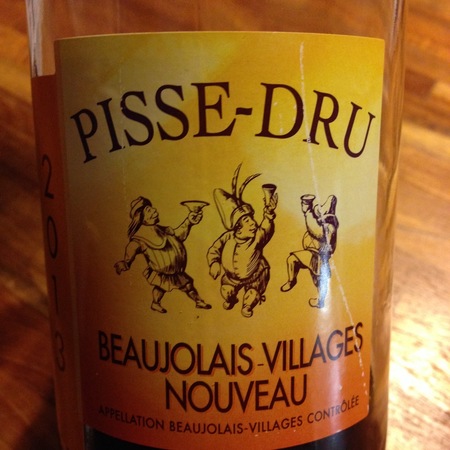 PISSE-DRU
2013
BEAUJOLAIS-VILLAGES
NOUVEAU
APPELLATION BEAUJOLAIS-VILLAGES CONTRÔLÉE